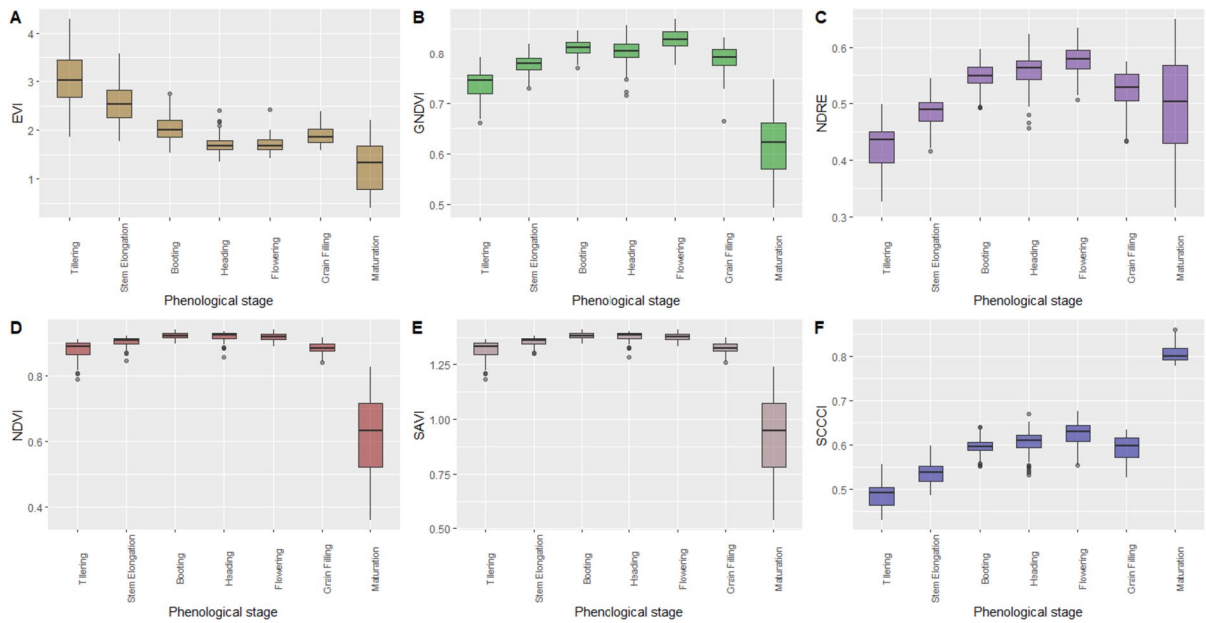 A
EVI
4
3
2
1
Tillering
Stem Elongation
Booting
Heading
Flowering
Grain Filling
Maturation
Phenological stage
B
GNDVI
0.8
0.7
0.6
0.5
Tillering
Stem Elongation
Booting
Heading
Flowering
Grain Filling
Maturation
Phenological stage
C
NDRE
0.6
0.5
0.4
0.3
Tillering
Stem Elongation
Booting
Heading
Flowering
Grain Filling
Maturation
Phenological stage
D
NDVI
0.8
0.6
0.4
Tillering
Stem Elongation
Booting
Heading
Flowering
Grain Filling
Maturation
Phenological stage
E
SAVI
1.25
1.00
0.75
0.50
Tillering
Stem Elongation
Booting
Heading
Flowering
Grain Filling
Maturation
Phenological stage
F
SCCCI
0.8
0.7
0.6
0.5
Tillering
Stem Elongation
Booting
Heading
Flowering
Grain Filling
Maturation
Phenological stage